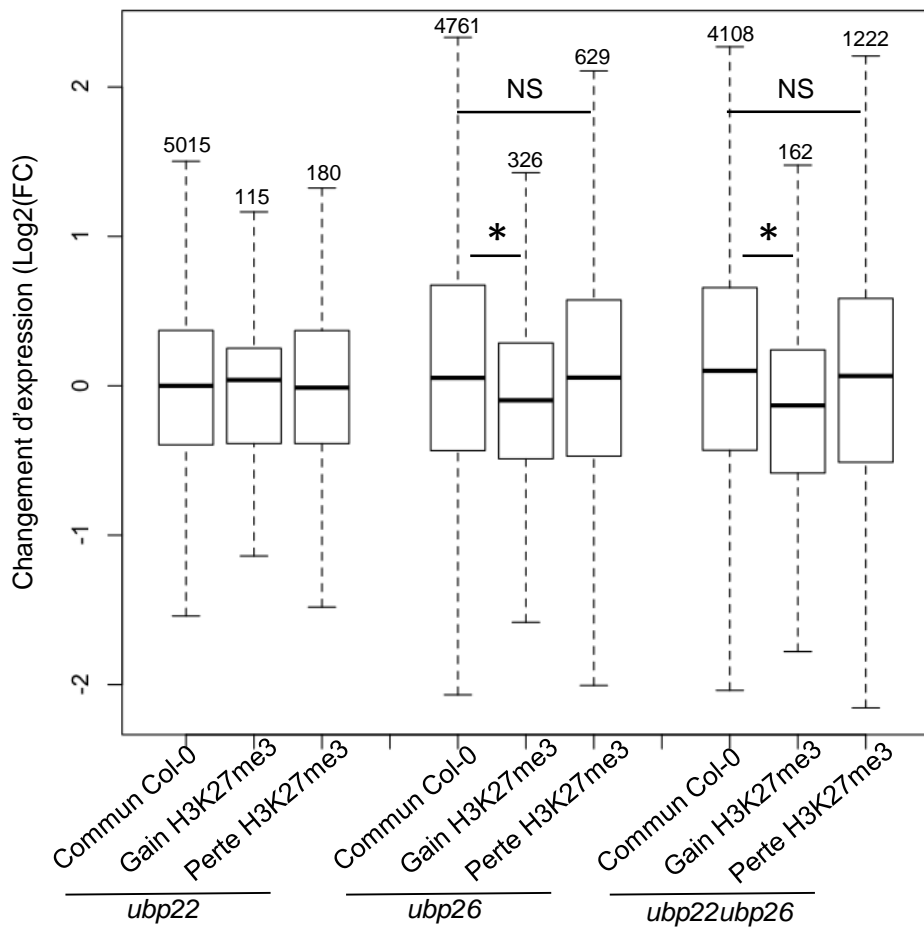 4761
4108
1222
629
NS
NS
2
5015
115
180
326
162
*
*
1
0
-1
-2
Changement d'expression (Log2(FC)
Commun Col-0
Gain H3K27me3
Perte H3K27me3
Commun Col-0
Gain H3K27me3
Perte H3K27me3
Commun Col-0
Gain H3K27me3
Perte H3K27me3
ubp22
ubp26
ubp22ubp26